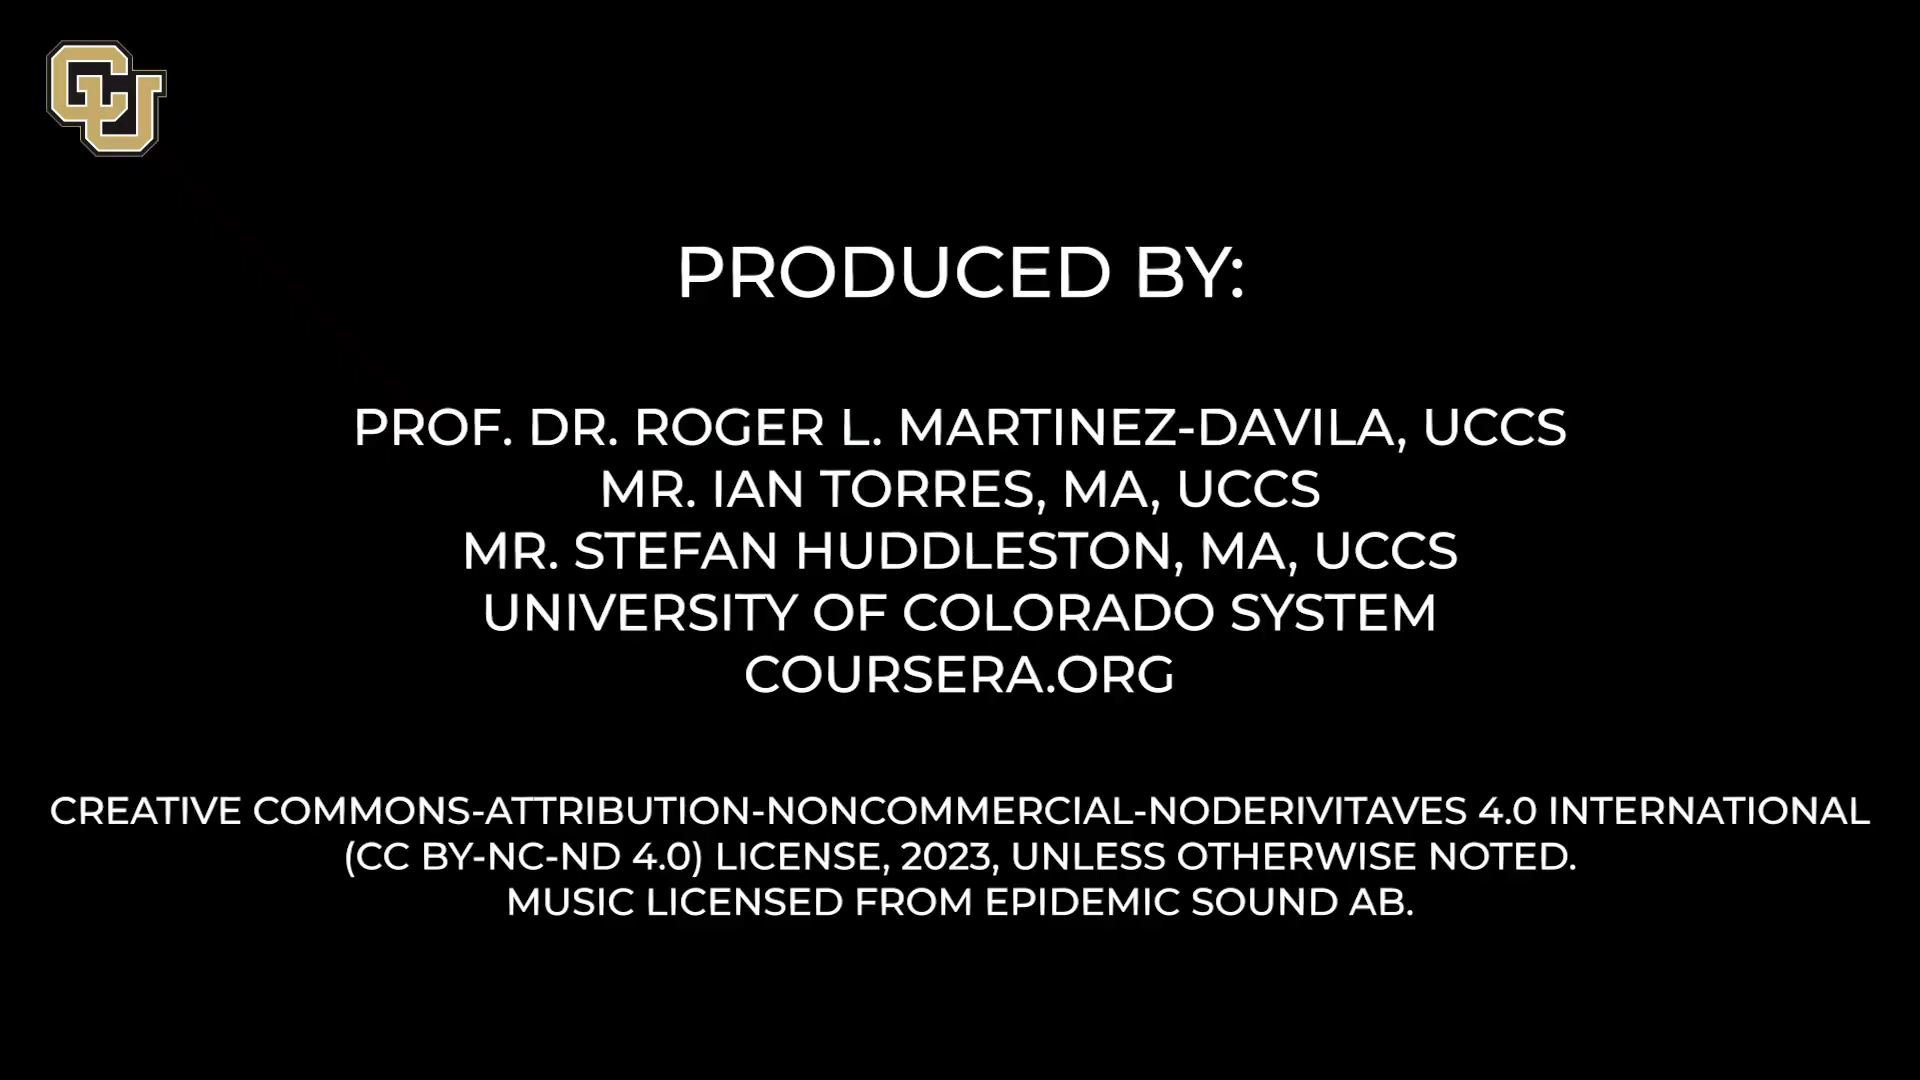 CU
PRODUCED BY:
PROF. DR. ROGER L. MARTINEZ-DAVILA, UCCS
MR. IAN TORRES, MA, UCCS
MR. STEFAN HUDDLESTON, MA, UCCS
UNIVERSITY OF COLORADO SYSTEM
COURSERA.ORG
CREATIVE COMMONS-ATTRIBUTION-NONCOMMERCIAL-NODERIVITAVES 4.0 INTERNATIONAL
(CC BY-NC-ND 4.0) LICENSE, 2023, UNLESS OTHERWISE NOTED.
MUSIC LICENSED FROM EPIDEMIC SOUND AB.